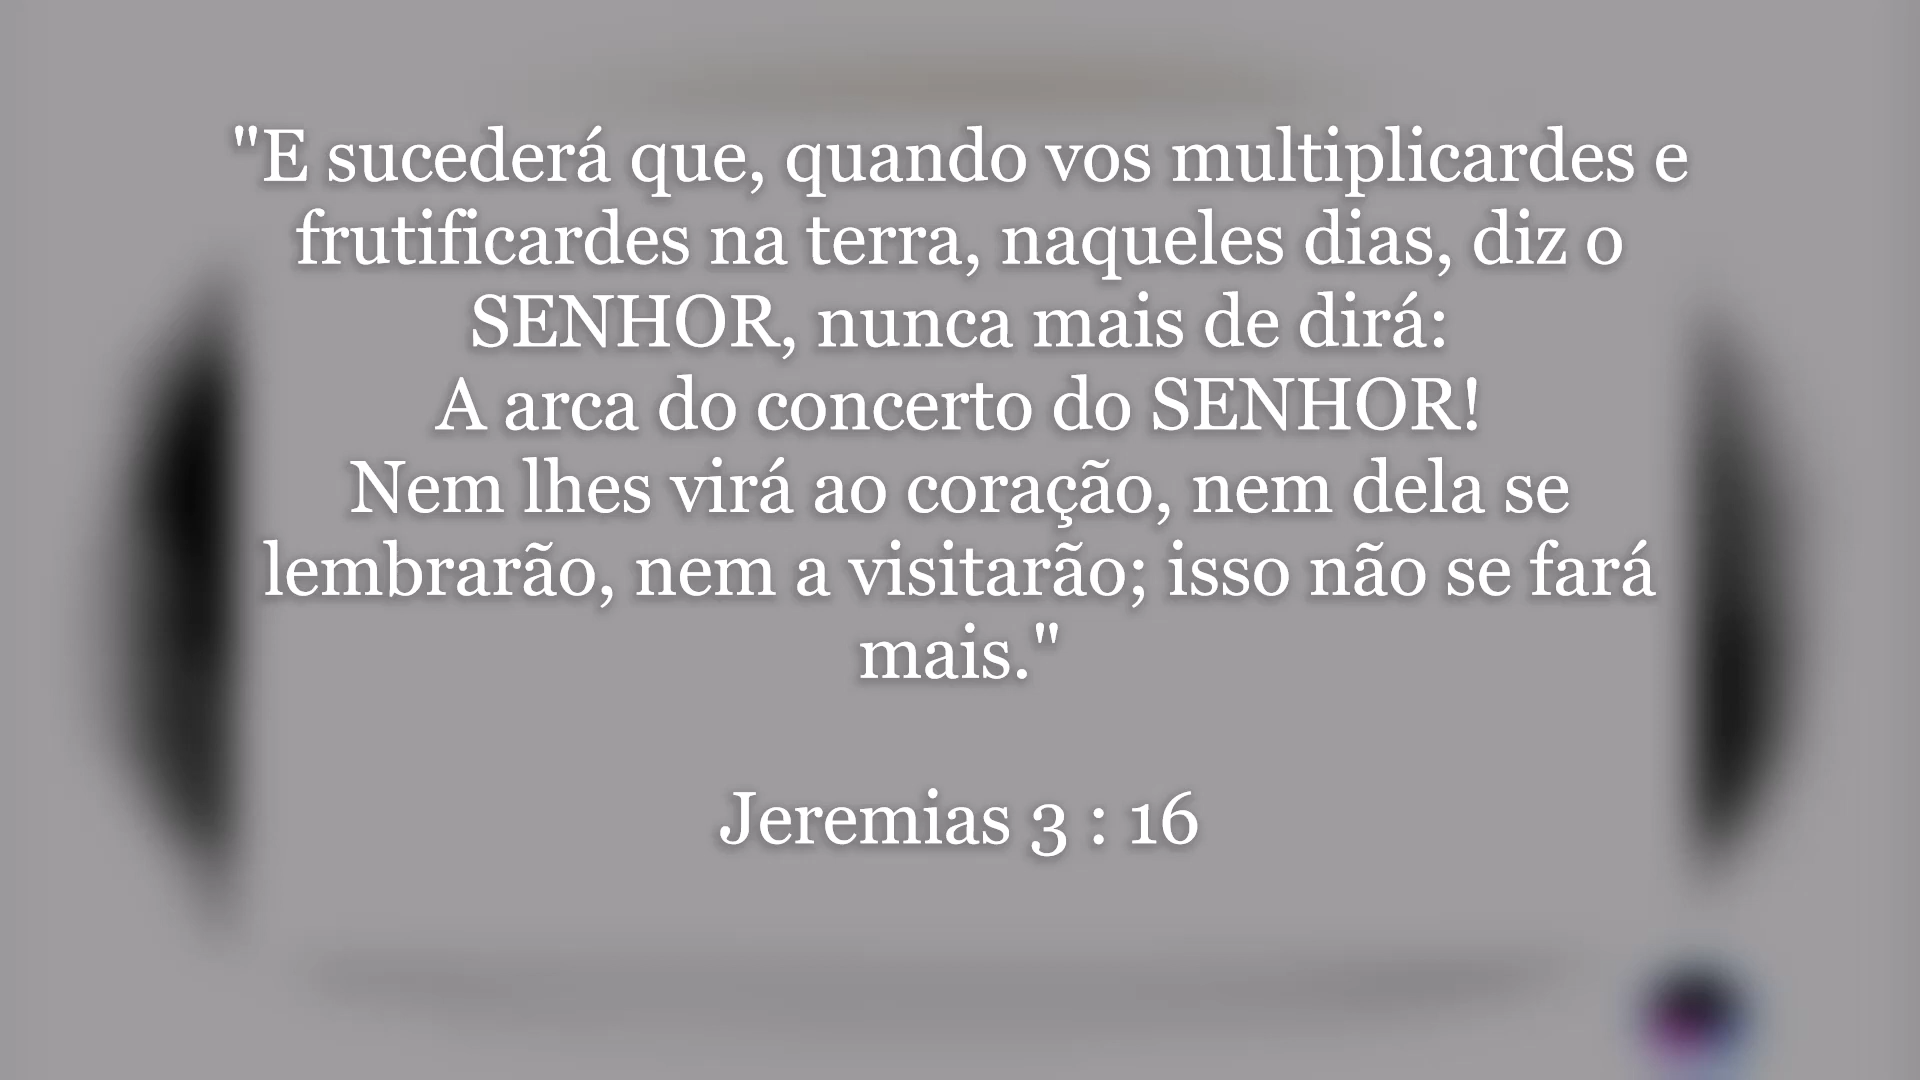 "E sucederá que, quando vos multiplicardes e
frutificardes na terra, naqueles dias, diz o
SENHOR, nunca mais de dirá:
A arca do concerto do SENHOR!
Nem lhes virá ao coração, nem dela se
lembrarão, nem a visitarão; isso não se fará
mais."
Jeremias 3 : 16